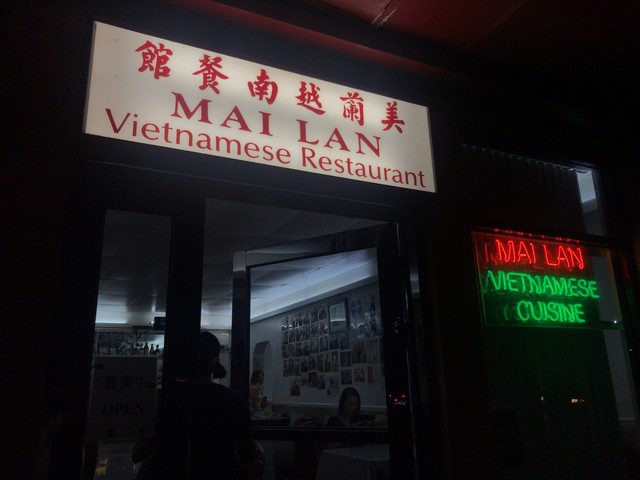 館餐南越蘭美
MAI LAN
Vietnamese Restaurant
MAI LAN
VIETNAMESE
CUISINE
OPEN